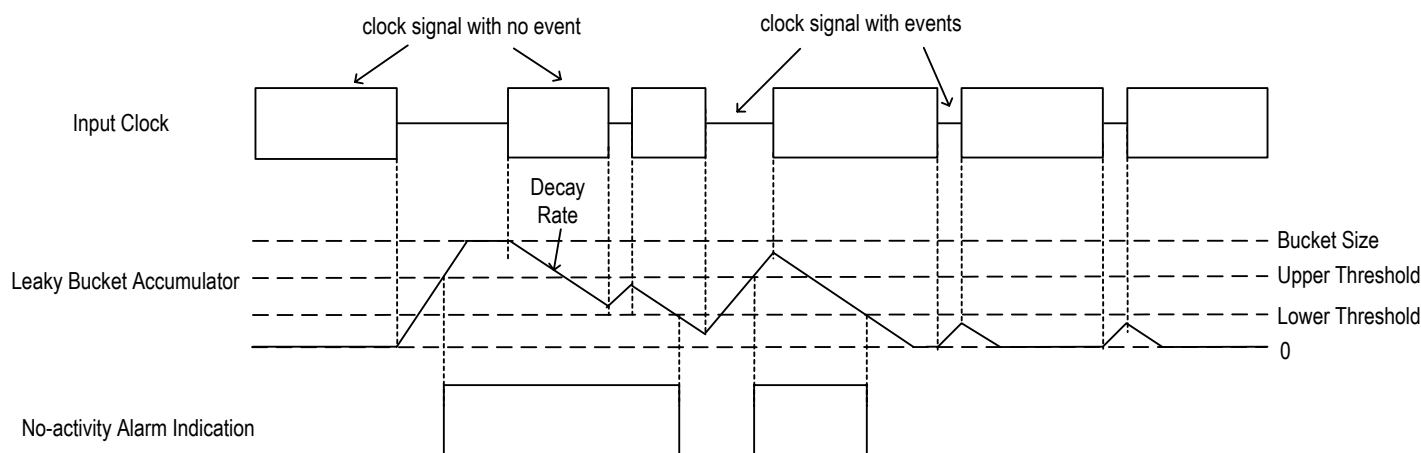 clock signal with no event
clock signal with events
Input Clock
Decay
Rate
Bucket Size
Leaky Bucket Accumulator
Upper Threshold
Lower Threshold
0
No-activity Alarm Indication